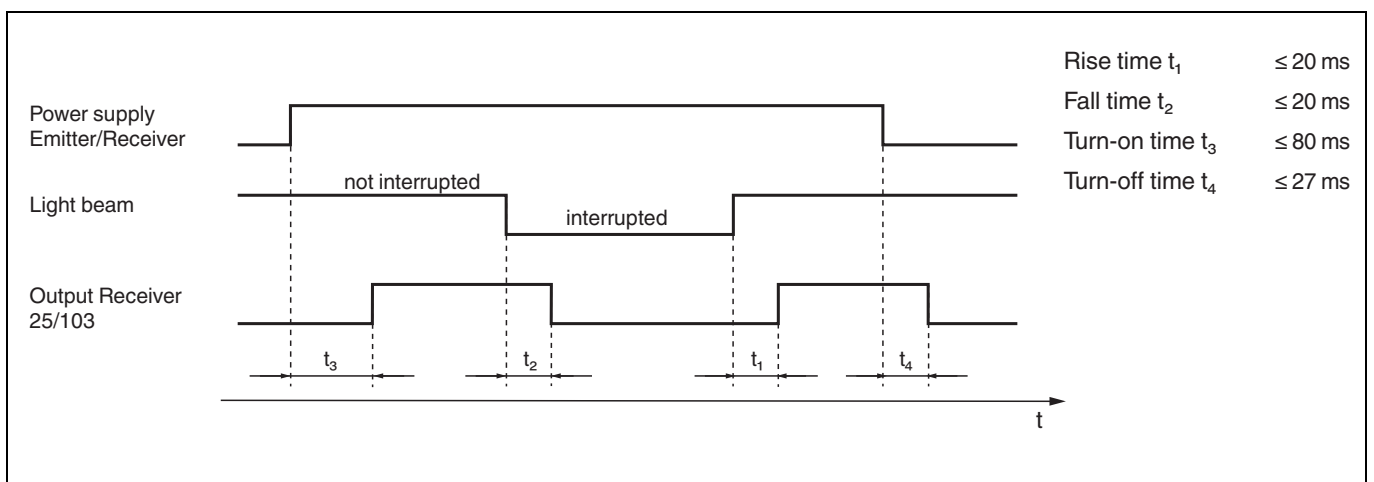 Rise time t₁ ≤ 20 ms
Fall time t₂ ≤ 20 ms
Turn-on time t₃ ≤ 80 ms
Turn-off time t₄ ≤ 27 ms
Power supply
Emitter/Receiver
not interrupted
Light beam
interrupted
Output Receiver
25/103
t₃ t₂ t₁ t₄
t